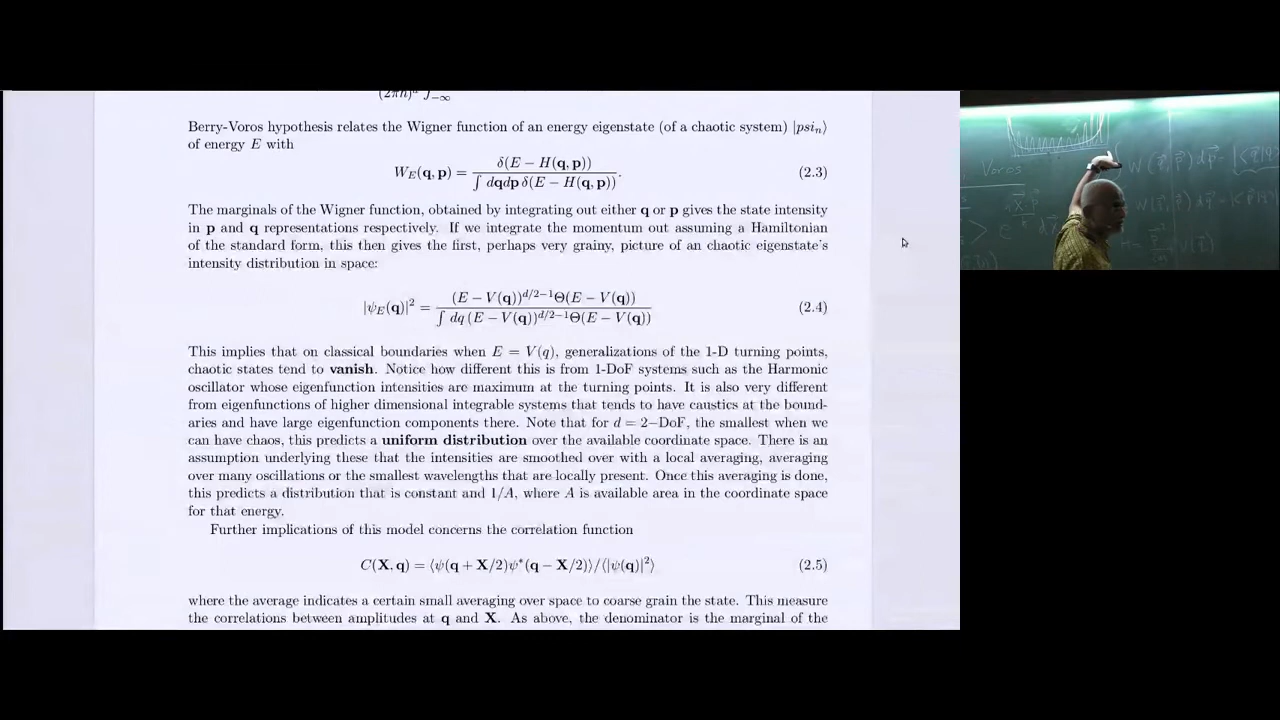 (2πħ)ᵈ ∫−∞
Berry-Voros hypothesis relates the Wigner function of an energy eigenstate (of a chaotic system) |psiₙ⟩
of energy E with
W_E(q, p) = δ(E − H(q, p)) / ∫ dqdp δ(E − H(q, p)). (2.3)
The marginals of the Wigner function, obtained by integrating out either q or p gives the state intensity
in p and q representations respectively. If we integrate the momentum out assuming a Hamiltonian
of the standard form, this then gives the first, perhaps very grainy, picture of an chaotic eigenstate's
intensity distribution in space:
|ψ_E(q)|² = (E − V(q))^{d/2−1}Θ(E − V(q)) / ∫ dq (E − V(q))^{d/2−1}Θ(E − V(q)) (2.4)
This implies that on classical boundaries when E = V(q), generalizations of the 1-D turning points,
chaotic states tend to vanish. Notice how different this is from 1-DoF systems such as the Harmonic
oscillator whose eigenfunction intensities are maximum at the turning points. It is also very different
from eigenfunctions of higher dimensional integrable systems that tends to have caustics at the bound-
aries and have large eigenfunction components there. Note that for d = 2−DoF, the smallest when we
can have chaos, this predicts a uniform distribution over the available coordinate space. There is an
assumption underlying these that the intensities are smoothed over with a local averaging, averaging
over many oscillations or the smallest wavelengths that are locally present. Once this averaging is done,
this predicts a distribution that is constant and 1/A, where A is available area in the coordinate space
for that energy.
Further implications of this model concerns the correlation function
C(X, q) = ⟨ψ(q + X/2)ψ*(q − X/2)⟩/⟨|ψ(q)|²⟩ (2.5)
where the average indicates a certain small averaging over space to coarse grain the state. This measure
the correlations between amplitudes at q and X. As above, the denominator is the marginal of the
Voros